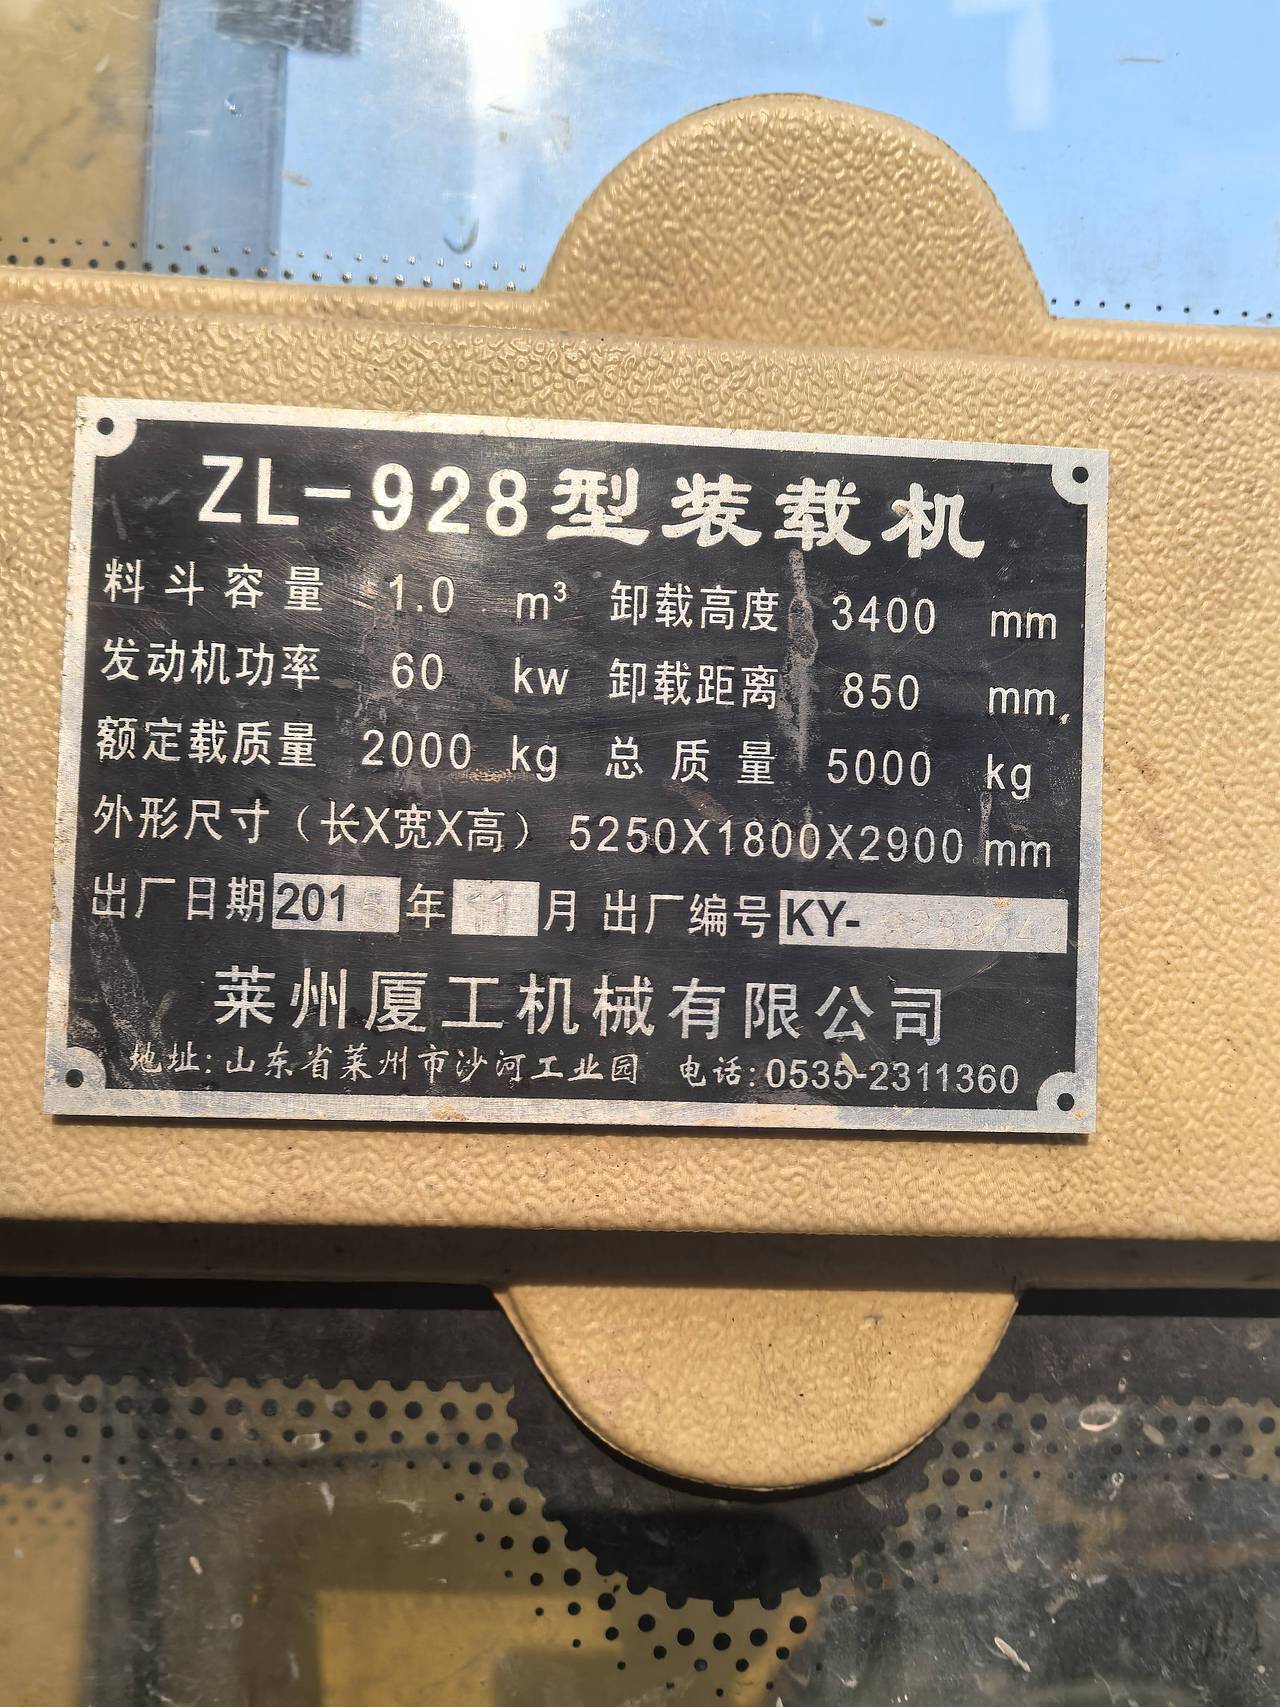 ZL-928型装载机
料斗容量 1.0 m³ 卸载高度 3400 mm
发动机功率 60 kw 卸载距离 850 mm
额定载质量 2000 kg 总质量 5000 kg
外形尺寸（长X宽X高） 5250X1800X2900 mm
出厂日期 2015 年 11 月 出厂编号 KY-
莱州厦工机械有限公司
地址:山东省莱州市沙河工业园 电话:0535-2311360